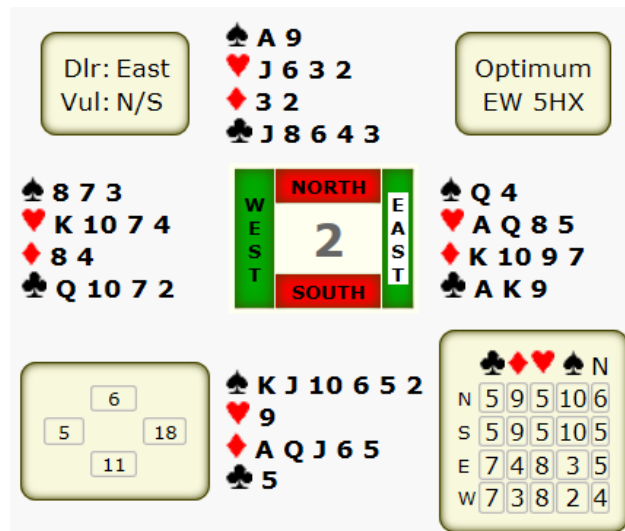 Dlr: East
Vul: N/S
♠ A 9
♥ J 6 3 2
♦ 3 2
♣ J 8 6 4 3
Optimum
EW 5HX
♠ 8 7 3
♥ K 10 7 4
♦ 8 4
♣ Q 10 7 2
NORTH
WEST
2
EAST
SOUTH
♠ Q 4
♥ A Q 8 5
♦ K 10 9 7
♣ A K 9
6
5 18
11
♠ K J 10 6 5 2
♥ 9
♦ A Q J 6 5
♣ 5
♣ ♦ ♥ ♠ N
N 5 9 5 10 6
S 5 9 5 10 5
E 7 4 8 3 5
W 7 3 8 2 4